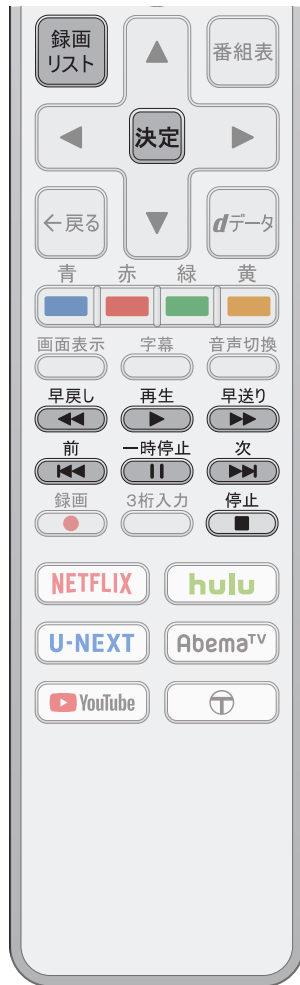 録画
リスト
番組表
決定
←戻る
dデータ
青 赤 緑 黄
画面表示 字幕 音声切換
早戻し 再生 早送り
前 一時停止 次
録画 3桁入力 停止
NETFLIX hulu
U-NEXT AbemaTV
YouTube